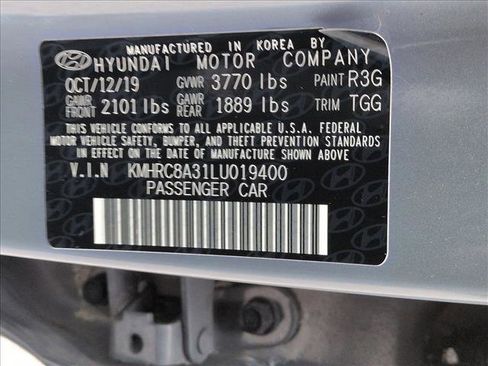 MANUFACTURED IN KOREA BY
HYUNDAI MOTOR COMPANY
OCT/12/19 GVWR 3770 lbs PAINT R3G
GAWR FRONT 2101 lbs GAWR REAR 1889 lbs TRIM TGG
THIS VEHICLE CONFORMS TO ALL APPLICABLE U.S.A. FEDERAL
MOTOR VEHICLE SAFETY, BUMPER, AND THEFT PREVENTION STANDARDS
IN EFFECT ON THE DATE OF MANUFACTURE SHOWN ABOVE.
V.I.N KMHRC8A31LU019400
PASSENGER CAR